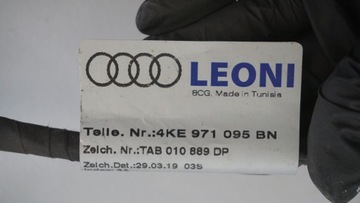 LEONI
BCG. Made in Tunisia
Teile. Nr.:4KE 971 095 BN
Zeich. Nr.:TAB 010 889 DP
Zeich.Dat.:29.03.19 03S